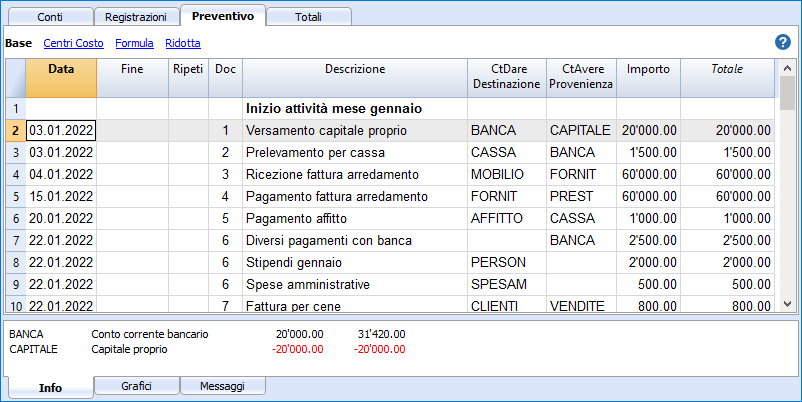 Conti Registrazioni Preventivo Totali
Base Centri Costo Formula Ridotta ?
Data Fine Ripeti Doc Descrizione CtDare Destinazione CtAvere Provenienza Importo Totale
1 Inizio attività mese gennaio
2 03.01.2022 1 Versamento capitale proprio BANCA CAPITALE 20'000.00 20'000.00
3 03.01.2022 2 Prelevamento per cassa CASSA BANCA 1'500.00 1'500.00
4 04.01.2022 3 Ricezione fattura arredamento MOBILIO FORNIT 60'000.00 60'000.00
5 15.01.2022 4 Pagamento fattura arredamento FORNIT PREST 60'000.00 60'000.00
6 20.01.2022 5 Pagamento affitto AFFITTO CASSA 1'000.00 1'000.00
7 22.01.2022 6 Diversi pagamenti con banca BANCA 2'500.00 2'500.00
8 22.01.2022 6 Stipendi gennaio PERSON 2'000.00 2'000.00
9 22.01.2022 6 Spese amministrative SPESAM 500.00 500.00
10 22.01.2022 7 Fattura per cene CLIENTI VENDITE 800.00 800.00
BANCA Conto corrente bancario 20'000.00 31'420.00
CAPITALE Capitale proprio -20'000.00 -20'000.00
Info Grafici Messaggi